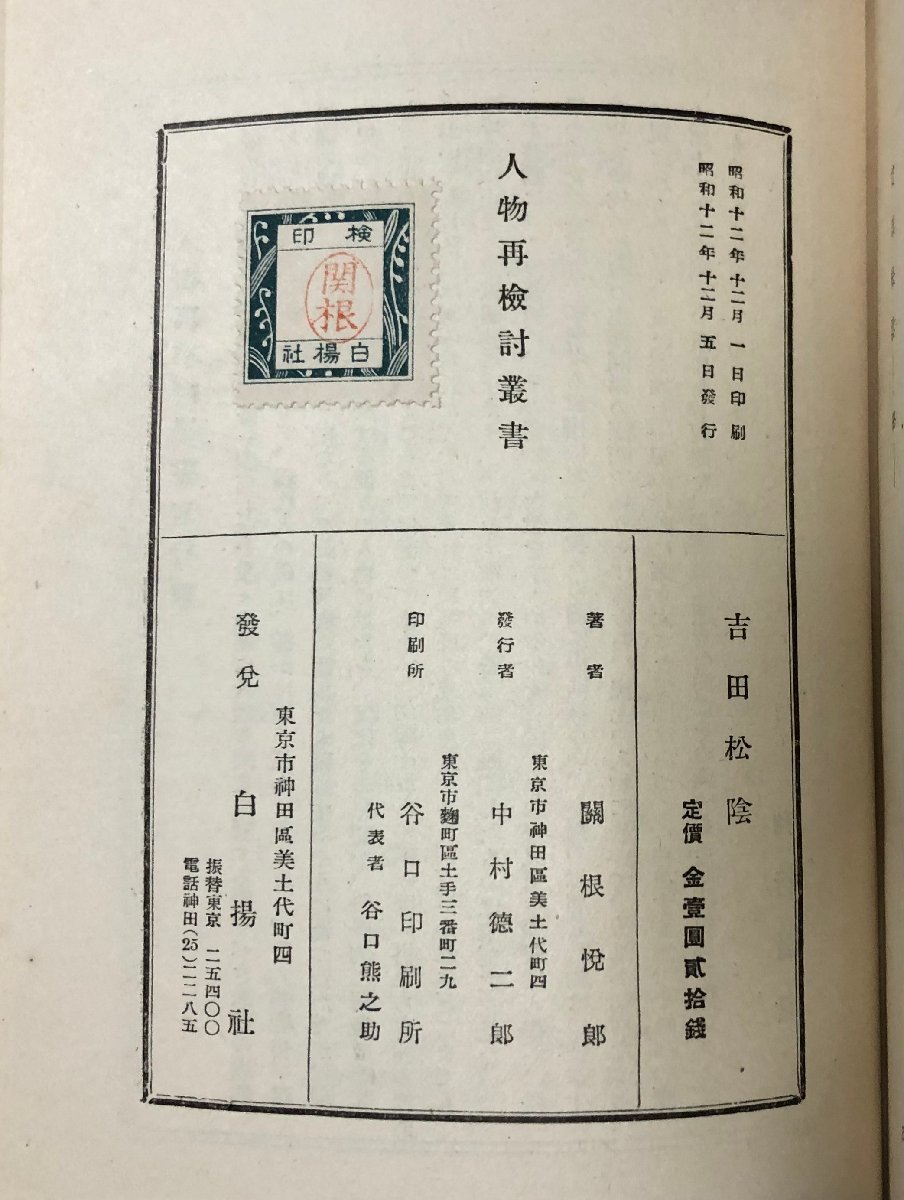 昭和十二年十二月一日印刷
昭和十二年十二月五日發行
人物再檢討叢書
検印
関根
白楊社
吉田松陰
定價 金壹圓貳拾錢
著者 關根悅郎
東京市神田區美土代町四
發行者 中村德二郎
東京市麴町區土手三番町二九
印刷所 谷口印刷所
代表者 谷口熊之助
東京市神田區美土代町四
發兌 白揚社
振替東京 二五四〇〇
電話神田(25)二二八五